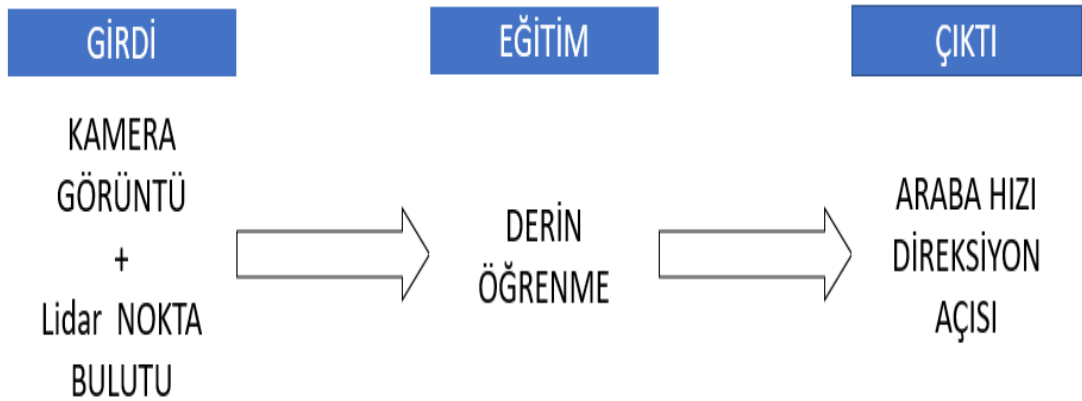 GİRDİ
KAMERA
GÖRÜNTÜ
+
Lidar NOKTA
BULUTU
EĞİTİM
DERİN
ÖĞRENME
ÇIKTI
ARABA HIZI
DİREKSİYON
AÇISI